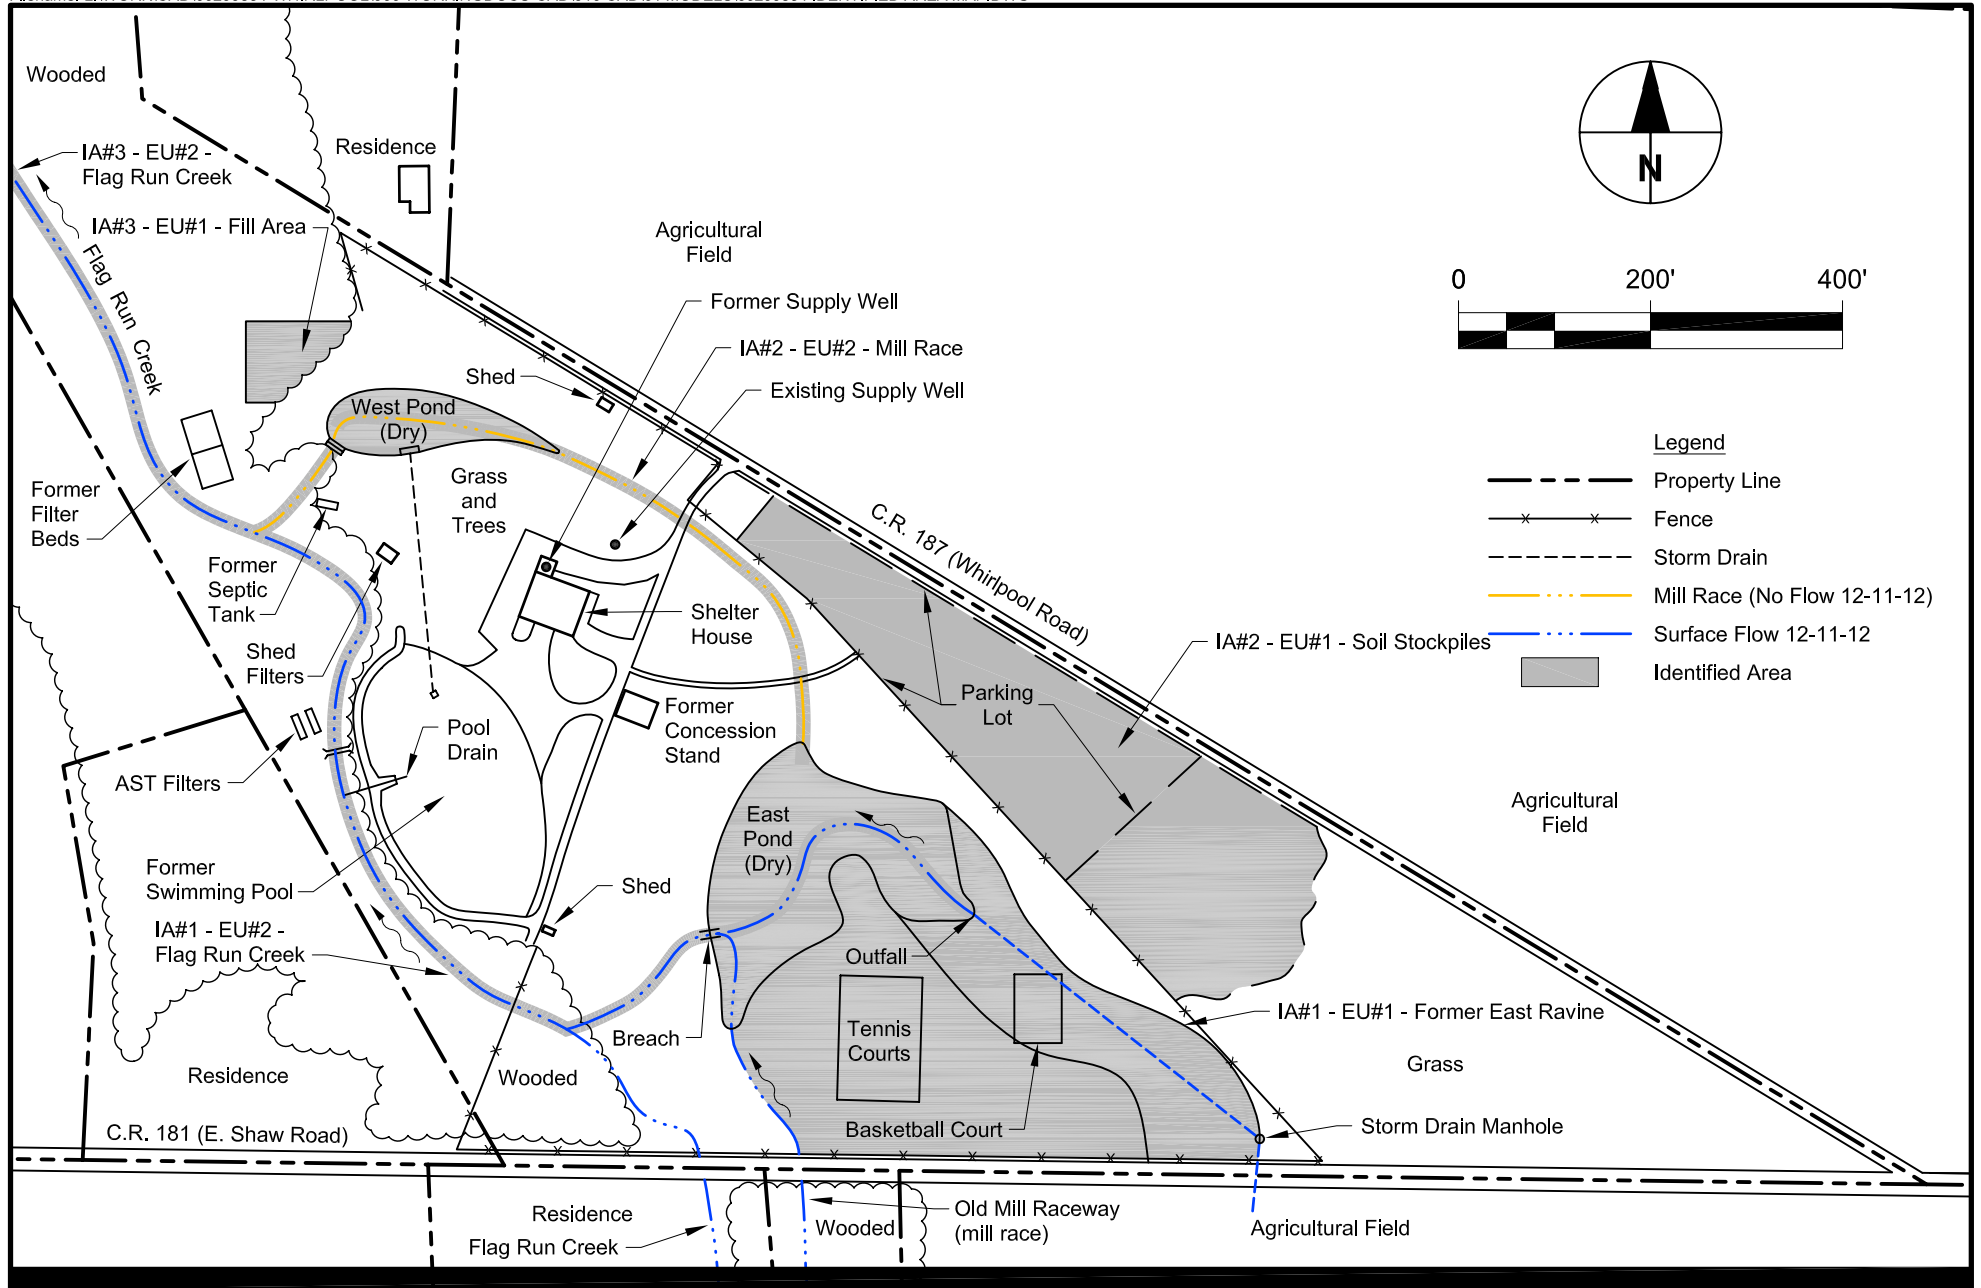 Wooded
IA#3 - EU#2 -
Flag Run Creek
Residence
IA#3 - EU#1 - Fill Area
Flag Run Creek
Agricultural
Field
N
0 200' 400'
Former Supply Well
IA#2 - EU#2 - Mill Race
Shed
Existing Supply Well
West Pond
(Dry)
Legend
Property Line
Fence
Storm Drain
Mill Race (No Flow 12-11-12)
Surface Flow 12-11-12
Identified Area
Grass
and
Trees
Former
Filter
Beds
C.R. 187 (Whirlpool Road)
Former
Septic
Tank
Shelter
House
IA#2 - EU#1 - Soil Stockpiles
Shed
Filters
Parking
Lot
Former
Concession
Stand
Pool
Drain
AST Filters
East
Pond
(Dry)
Agricultural
Field
Former
Swimming Pool
Shed
IA#1 - EU#2 -
Flag Run Creek
Outfall
IA#1 - EU#1 - Former East Ravine
Breach
Tennis
Courts
Grass
Residence
Wooded
C.R. 181 (E. Shaw Road)
Basketball Court
Storm Drain Manhole
Residence
Flag Run Creek
Wooded
Old Mill Raceway
(mill race)
Agricultural Field